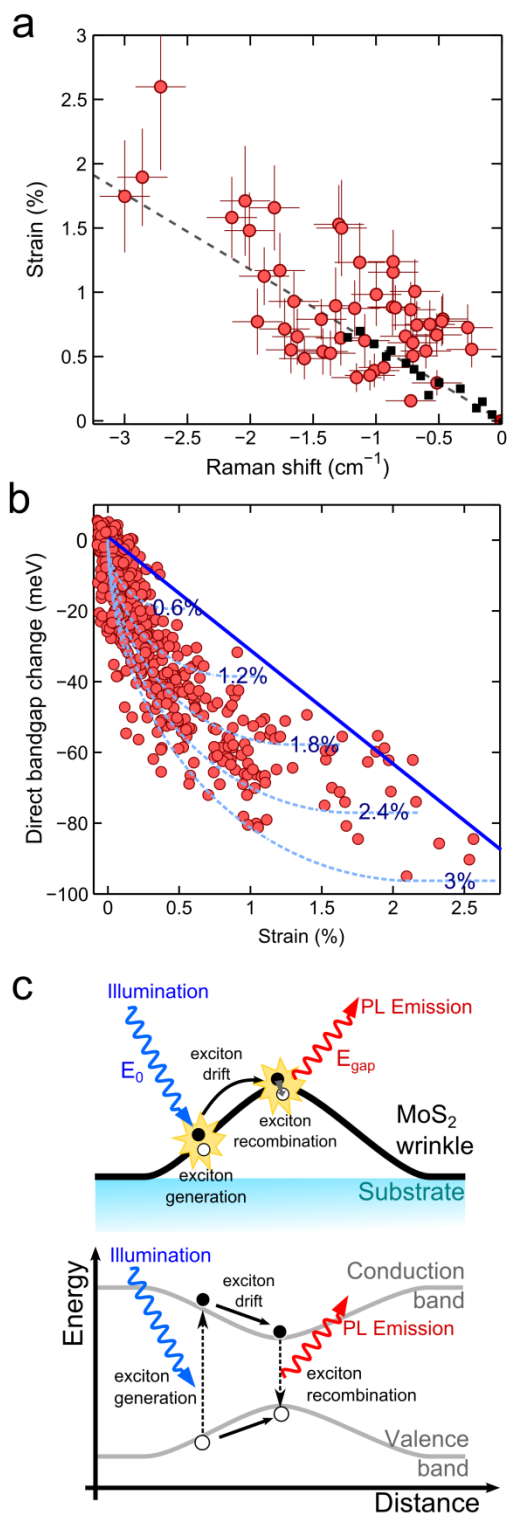 a
3
2.5
2
1.5
1
0.5
0
Strain (%)
−3
−2.5
−2
−1.5
−1
−0.5
0
Raman shift (cm⁻¹)
b
0
−20
−40
−60
−80
−100
Direct bandgap change (meV)
0.6%
1.2%
1.8%
2.4%
3%
0
0.5
1
1.5
2
2.5
Strain (%)
c
Illumination
PL Emission
E₀
exciton
drift
E_gap
exciton
recombination
MoS₂
wrinkle
exciton
generation
Substrate
Energy
Illumination
exciton
drift
Conduction
band
PL Emission
exciton
generation
exciton
recombination
Valence
band
Distance